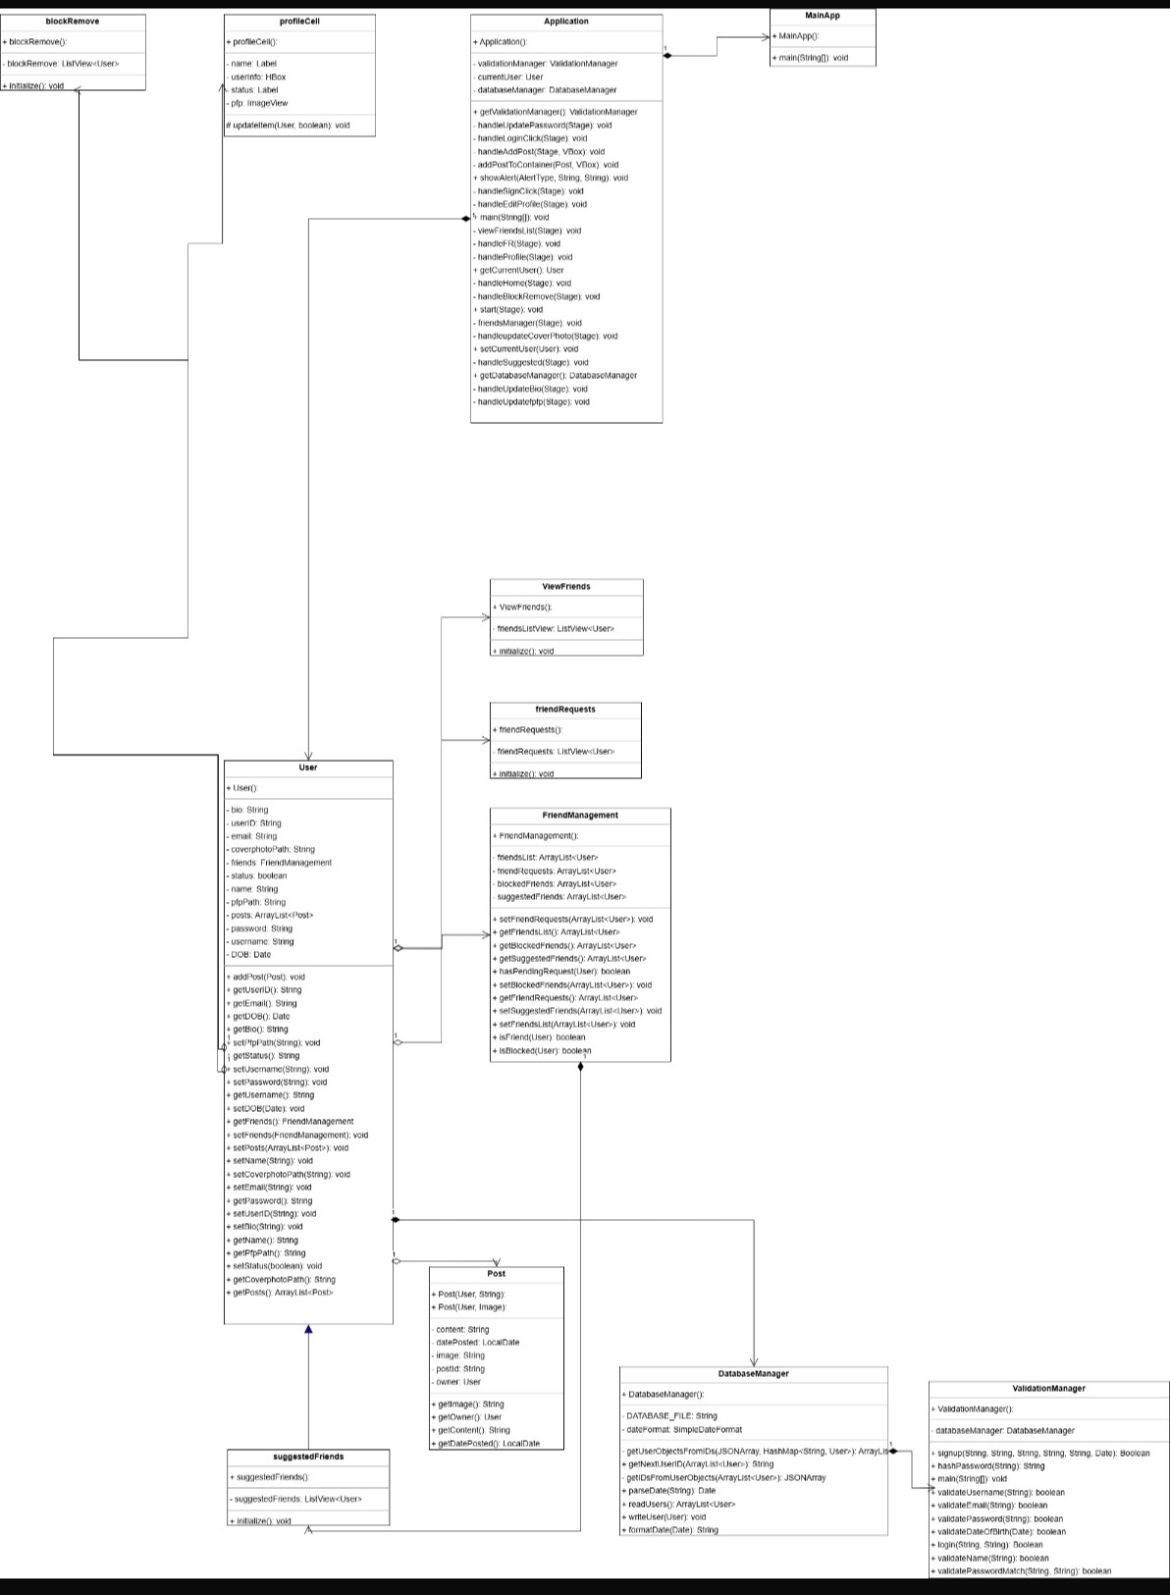 blockRemove
+ blockRemove():
- blockRemove: ListView<User>
+ initialize(): void
profileCell
+ profileCell():
- name: Label
- userinfo: HBox
- status: Label
- pfp: ImageView
# updateItem(User, boolean): void
Application
+ Application():
- validationManager: ValidationManager
- currentUser: User
- databaseManager: DatabaseManager
+ getValidationManager(): ValidationManager
- handleUpdatePassword(Stage): void
- handleLoginClick(Stage): void
- handleAddPost(Stage, VBox): void
- addPostToContainer(Post, VBox): void
+ showAlert(AlertType, String, String): void
- handleSignClick(Stage): void
- handleEditProfile(Stage): void
1
+ main(String[]): void
- viewFriendsList(Stage): void
- handleFR(Stage): void
- handleProfile(Stage): void
+ getCurrentUser(): User
- handleHome(Stage): void
- handleBlockRemove(Stage): void
+ start(Stage): void
- friendsManager(Stage): void
- handleupdateCoverPhoto(Stage): void
+ setCurrentUser(User): void
- handleSuggested(Stage): void
+ getDatabaseManager(): DatabaseManager
- handleUpdateBio(Stage): void
- handleUpdatefpfp(Stage): void
1
MainApp
+ MainApp():
+ main(String[]): void
ViewFriends
+ ViewFriends():
- friendsListView: ListView<User>
+ initialize(): void
friendRequests
+ friendRequests():
- friendRequests: ListView<User>
+ initialize(): void
User
+ User():
- bio: String
- userID: String
- email: String
- coverphotoPath: String
- friends: FriendManagement
- status: boolean
- name: String
- pfpPath: String
- posts: ArrayList<Post>
- password: String
- username: String
- DOB: Date
1
+ addPost(Post): void
+ getUserID(): String
+ getEmail(): String
+ getDOB(): Date
+ getBio(): String
1
+ setPfpPath(String): void
1
getStatus(): String
+ setUsername(String): void
+ setPassword(String): void
+ getUsername(): String
+ setDOB(Date): void
+ getFriends(): FriendManagement
+ setFriends(FriendManagement): void
+ setPosts(ArrayList<Post>): void
+ setName(String): void
+ setCoverphotoPath(String): void
+ setEmail(String): void
+ getPassword(): String
+ setUserID(String): void
+ setBio(String): void
+ getName(): String
+ getPfpPath(): String
+ setStatus(boolean): void
+ getCoverphotoPath(): String
+ getPosts(): ArrayList<Post>
1
1
1
FriendManagement
+ FriendManagement():
- friendsList: ArrayList<User>
- friendRequests: ArrayList<User>
- blockedFriends: ArrayList<User>
- suggestedFriends: ArrayList<User>
+ setFriendRequests(ArrayList<User>): void
+ getFriendsList(): ArrayList<User>
+ getBlockedFriends(): ArrayList<User>
+ getSuggestedFriends(): ArrayList<User>
+ hasPendingRequest(User): boolean
+ setBlockedFriends(ArrayList<User>): void
+ getFriendRequests(): ArrayList<User>
+ setSuggestedFriends(ArrayList<User>): void
+ setFriendsList(ArrayList<User>): void
+ isFriend(User): boolean
+ isBlocked(User): boolean
1
Post
+ Post(User, String):
+ Post(User, Image):
- content: String
- datePosted: LocalDate
- image: String
- postId: String
- owner: User
+ getImage(): String
+ getOwner(): User
+ getContent(): String
+ getDatePosted(): LocalDate
suggestedFriends
+ suggestedFriends():
- suggestedFriends: ListView<User>
+ initialize(): void
DatabaseManager
+ DatabaseManager():
- DATABASE_FILE: String
- dateFormat: SimpleDateFormat
- getUserObjectsFromIDs(JSONArray, HashMap<String, User>): ArrayLis
1
+ getNextUserID(ArrayList<User>): String
- getIDsFromUserObjects(ArrayList<User>): JSONArray
+ parseDate(String): Date
+ readUsers(): ArrayList<User>
+ writeUser(User): void
+ formatDate(Date): String
ValidationManager
+ ValidationManager():
- databaseManager: DatabaseManager
+ signup(String, String, String, String, String, Date): Boolean
+ hashPassword(String): String
+ main(String[]): void
+ validateUsername(String): boolean
+ validateEmail(String): boolean
+ validatePassword(String): boolean
+ validateDateOfBirth(Date): boolean
+ login(String, String): Boolean
+ validateName(String): boolean
+ validatePasswordMatch(String, String): boolean